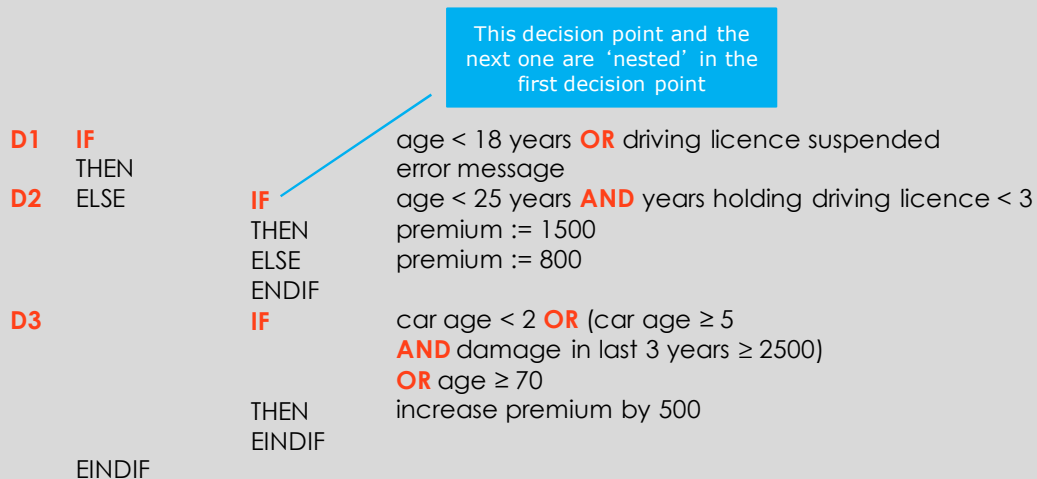 This decision point and the
next one are ‘nested’ in the
first decision point
D1 IF age < 18 years OR driving licence suspended
THEN error message
D2 ELSE IF age < 25 years AND years holding driving licence < 3
THEN premium := 1500
ELSE premium := 800
ENDIF
D3 IF car age < 2 OR (car age ≥ 5
AND damage in last 3 years ≥ 2500)
OR age ≥ 70
THEN increase premium by 500
EINDIF
EINDIF